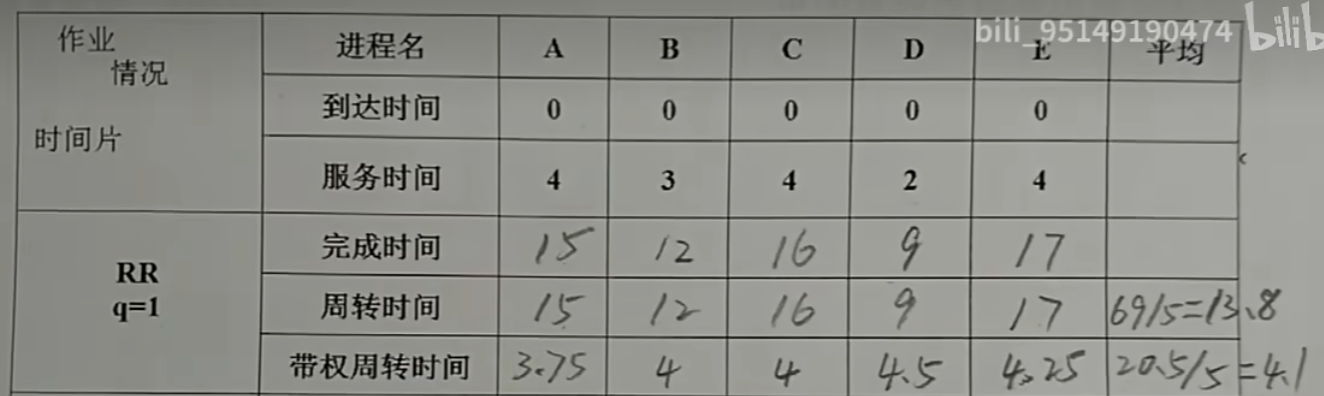 bili_95149190474 bilib
作业 进程名 A B C D E 平均
情况
到达时间 0 0 0 0 0
时间片
服务时间 4 3 4 2 4
完成时间 15 12 16 9 17
RR
q=1 周转时间 15 12 16 9 17 69/5=13.8
带权周转时间 3.75 4 4 4.5 4.25 20.5/5=4.1